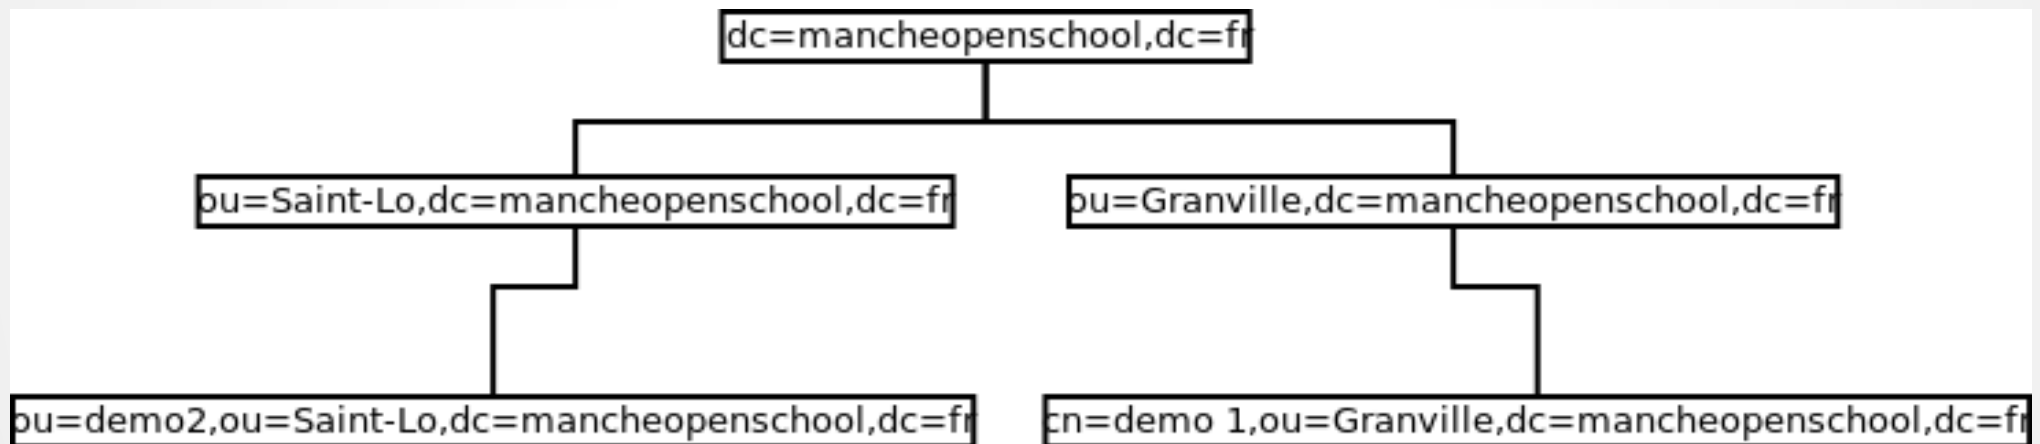 dc=mancheopenschool,dc=fr
ou=Saint-Lo,dc=mancheopenschool,dc=fr
ou=Granville,dc=mancheopenschool,dc=fr
ou=demo2,ou=Saint-Lo,dc=mancheopenschool,dc=fr
cn=demo 1,ou=Granville,dc=mancheopenschool,dc=fr